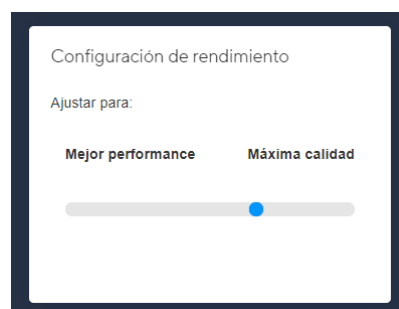 Configuración de rendimiento
Ajustar para:
Mejor performance Máxima calidad